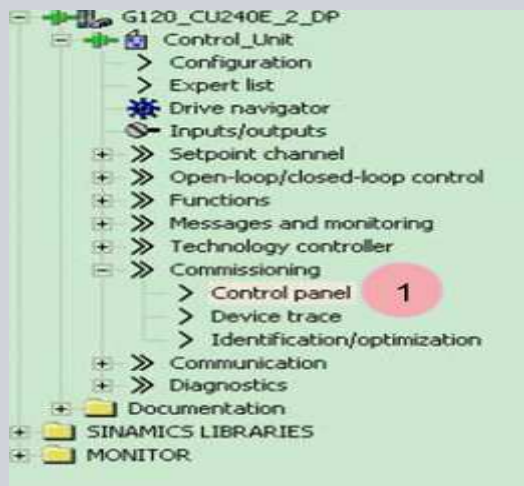 G120_CU240E_2_DP
Control_Unit
Configuration
Expert list
Drive navigator
Inputs/outputs
Setpoint channel
Open-loop/closed-loop control
Functions
Messages and monitoring
Technology controller
Commissioning
Control panel 1
Device trace
Identification/optimization
Communication
Diagnostics
Documentation
SINAMICS LIBRARIES
MONITOR